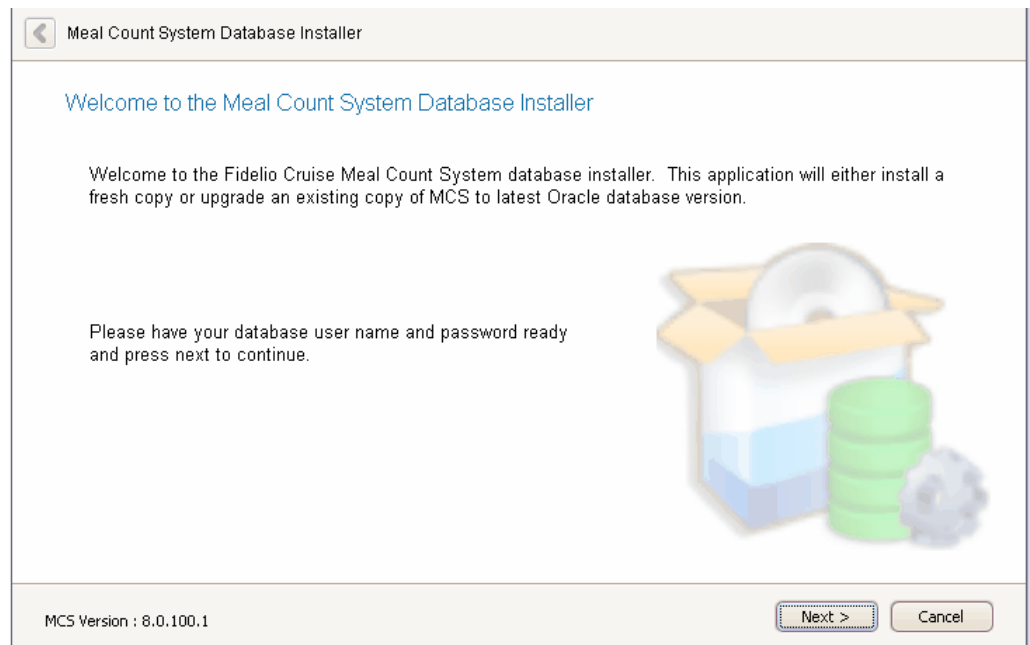 Meal Count System Database Installer
Welcome to the Meal Count System Database Installer
Welcome to the Fidelio Cruise Meal Count System database installer.  This application will either install a
fresh copy or upgrade an existing copy of MCS to latest Oracle database version.
Please have your database user name and password ready
and press next to continue.
MCS Version : 8.0.100.1
Next >
Cancel